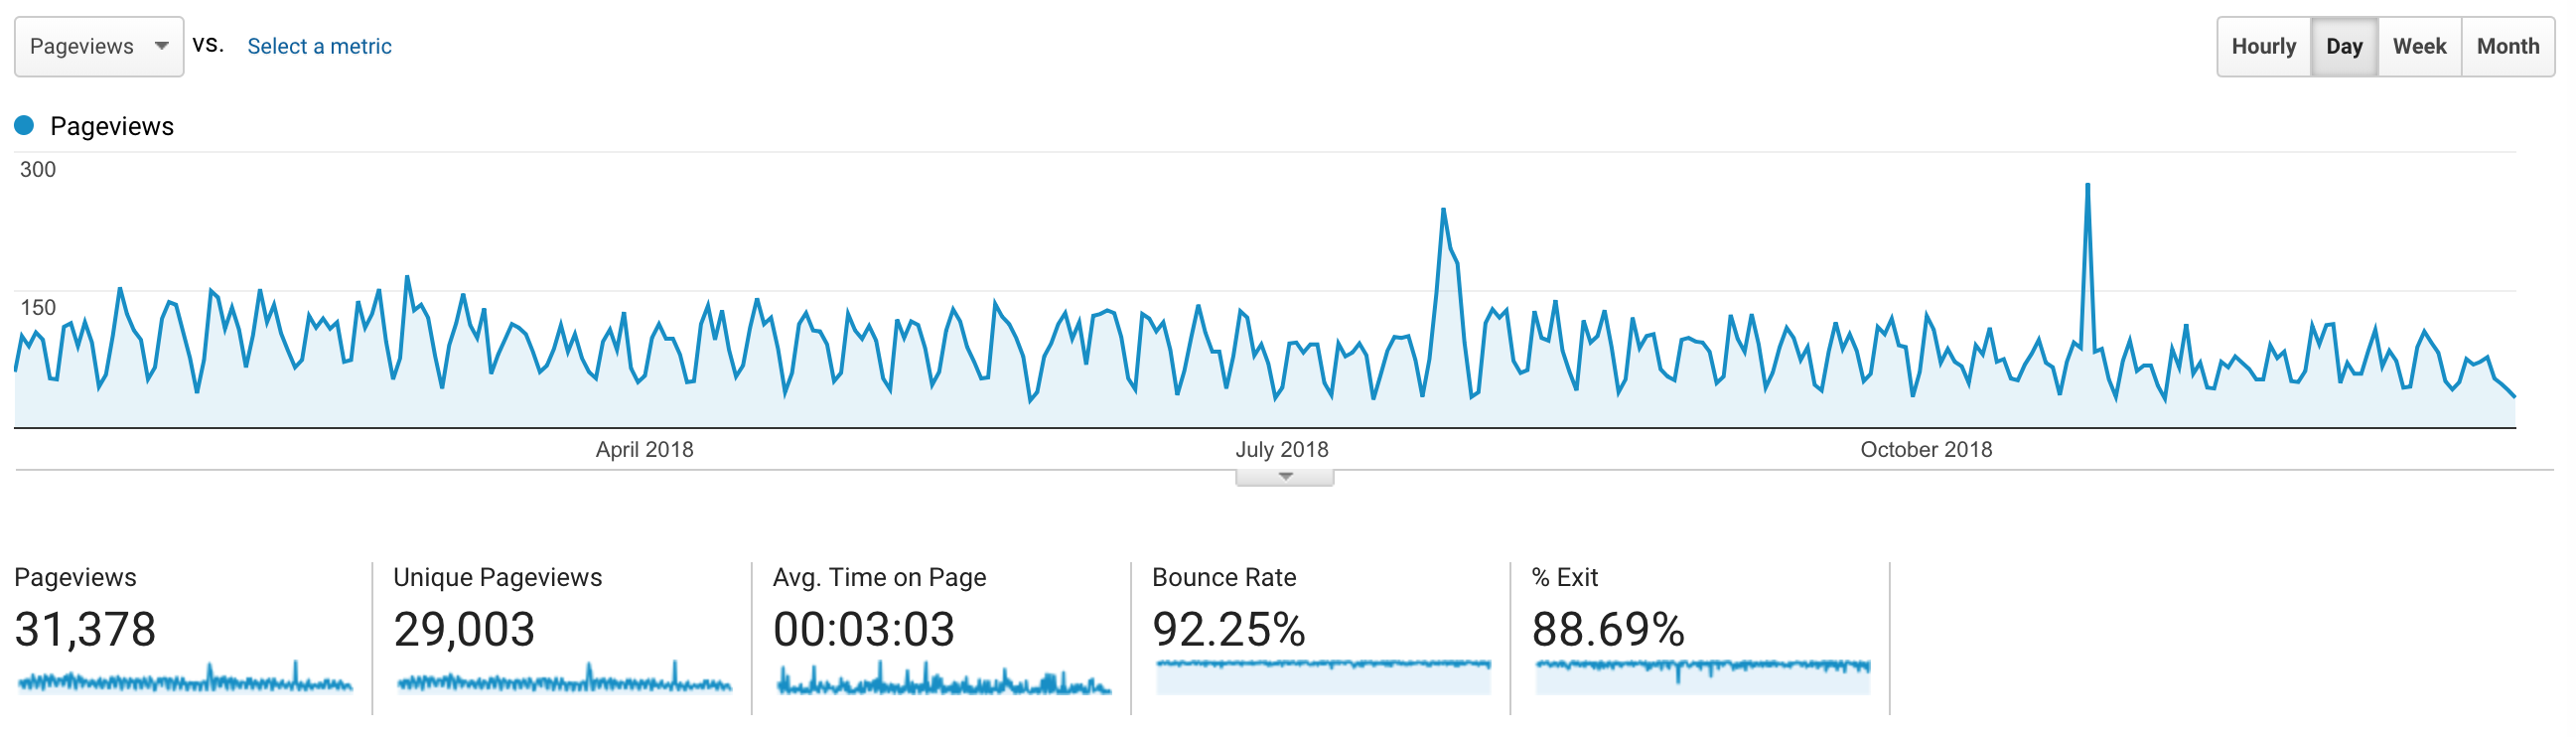 Pageviews vs. Select a metric Hourly Day Week Month
Pageviews
300
150
April 2018 July 2018 October 2018
Pageviews Unique Pageviews Avg. Time on Page Bounce Rate % Exit
31,378 29,003 00:03:03 92.25% 88.69%